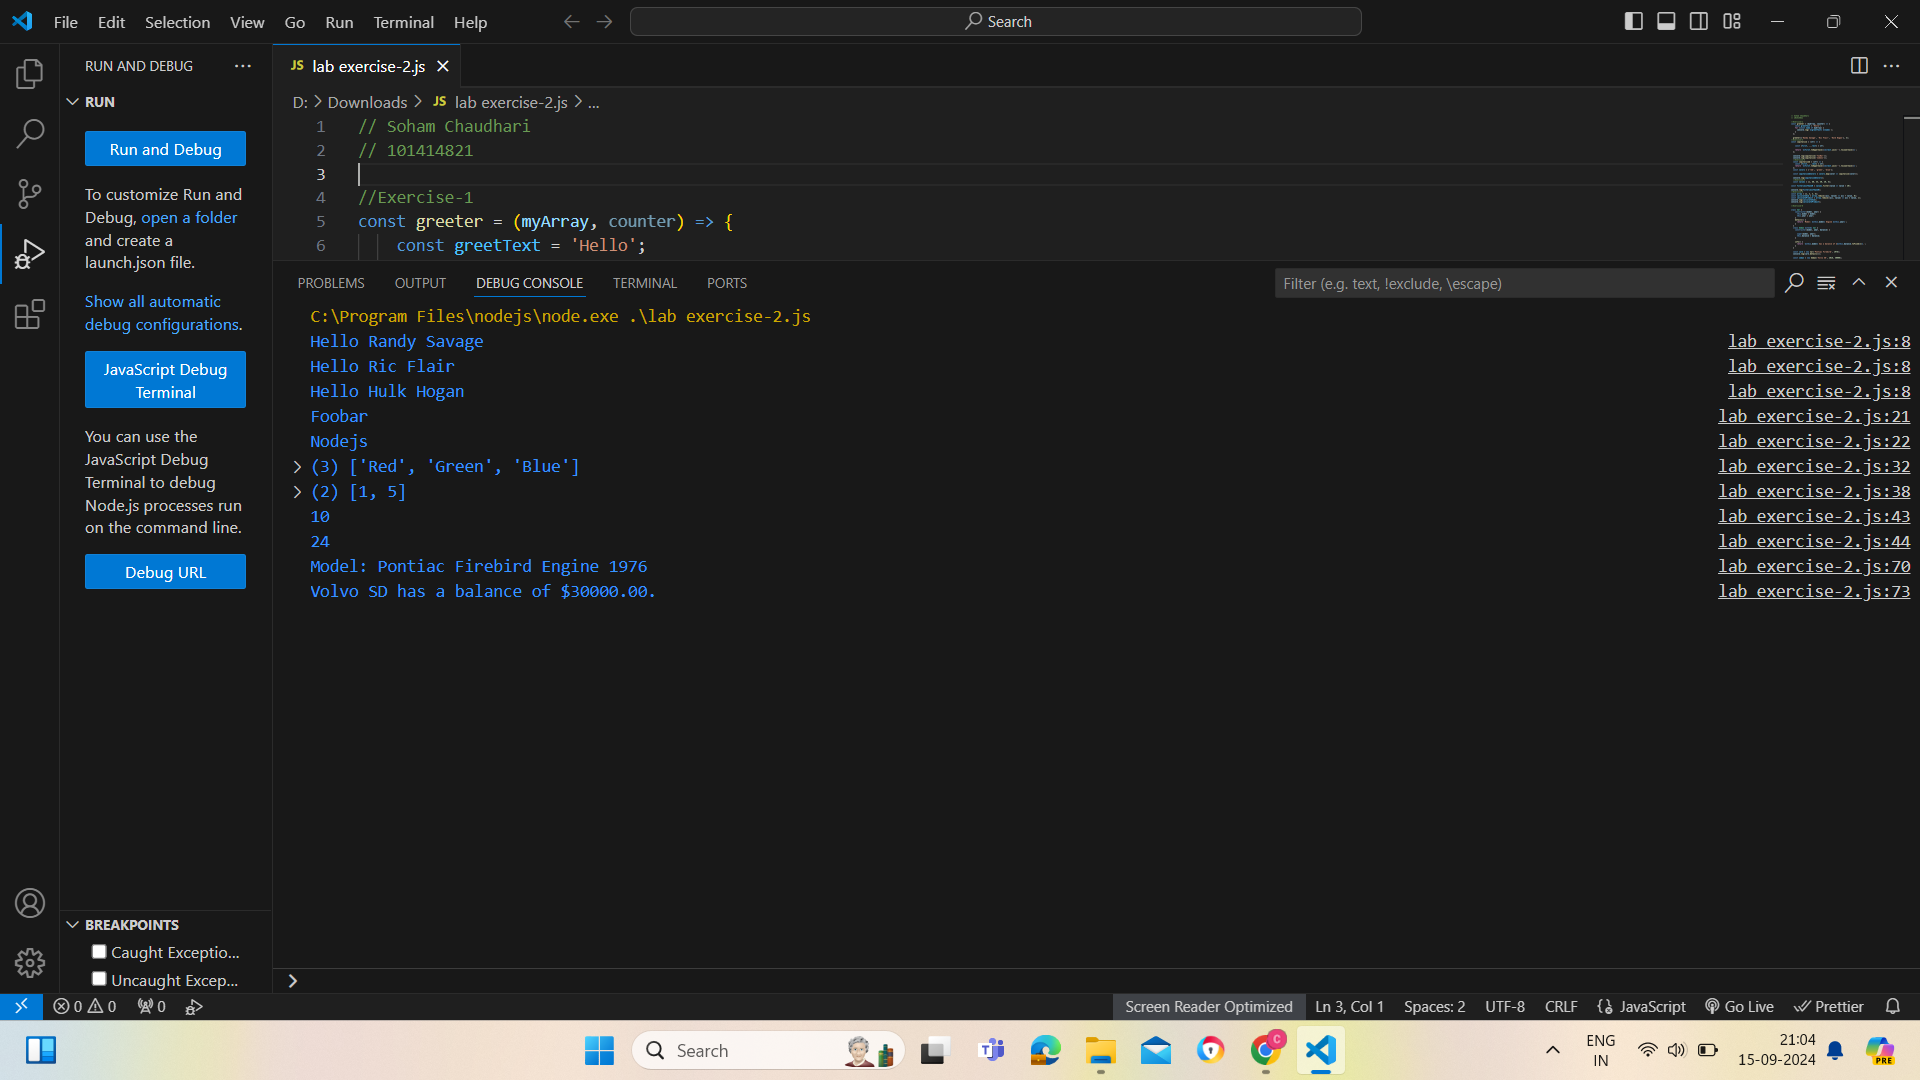 File Edit Selection View Go Run Terminal Help
Search
RUN AND DEBUG
RUN
Run and Debug
To customize Run and
Debug, open a folder
and create a
launch.json file.
Show all automatic
debug configurations.
JavaScript Debug
Terminal
You can use the
JavaScript Debug
Terminal to debug
Node.js processes run
on the command line.
Debug URL
BREAKPOINTS
Caught Exceptio...
Uncaught Excep...
JS lab exercise-2.js
D: > Downloads > JS lab exercise-2.js > ...
1 // Soham Chaudhari
2 // 101414821
3
4 //Exercise-1
5 const greeter = (myArray, counter) => {
6 const greetText = 'Hello';
PROBLEMS OUTPUT DEBUG CONSOLE TERMINAL PORTS
Filter (e.g. text, !exclude, \escape)
C:\Program Files\nodejs\node.exe .\lab exercise-2.js
Hello Randy Savage lab exercise-2.js:8
Hello Ric Flair lab exercise-2.js:8
Hello Hulk Hogan lab exercise-2.js:8
Foobar lab exercise-2.js:21
Nodejs lab exercise-2.js:22
> (3) ['Red', 'Green', 'Blue'] lab exercise-2.js:32
> (2) [1, 5] lab exercise-2.js:38
10 lab exercise-2.js:43
24 lab exercise-2.js:44
Model: Pontiac Firebird Engine 1976 lab exercise-2.js:70
Volvo SD has a balance of $30000.00. lab exercise-2.js:73
>
0 0 0 Screen Reader Optimized Ln 3, Col 1 Spaces: 2 UTF-8 CRLF {} JavaScript Go Live Prettier
Search
C
ENG
IN
21:04
15-09-2024
PRE